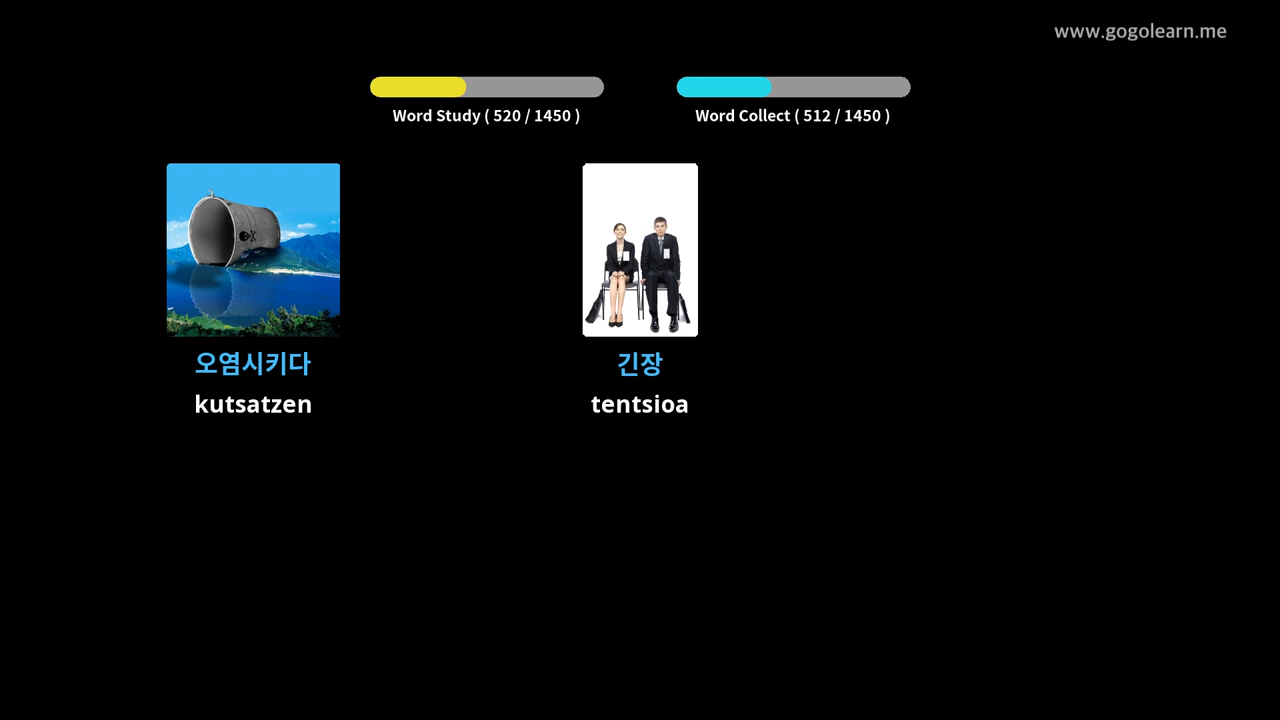 www.gogolearn.me
Word Study ( 520 / 1450 )
Word Collect ( 512 / 1450 )
오염시키다
긴장
kutsatzen
tentsioa